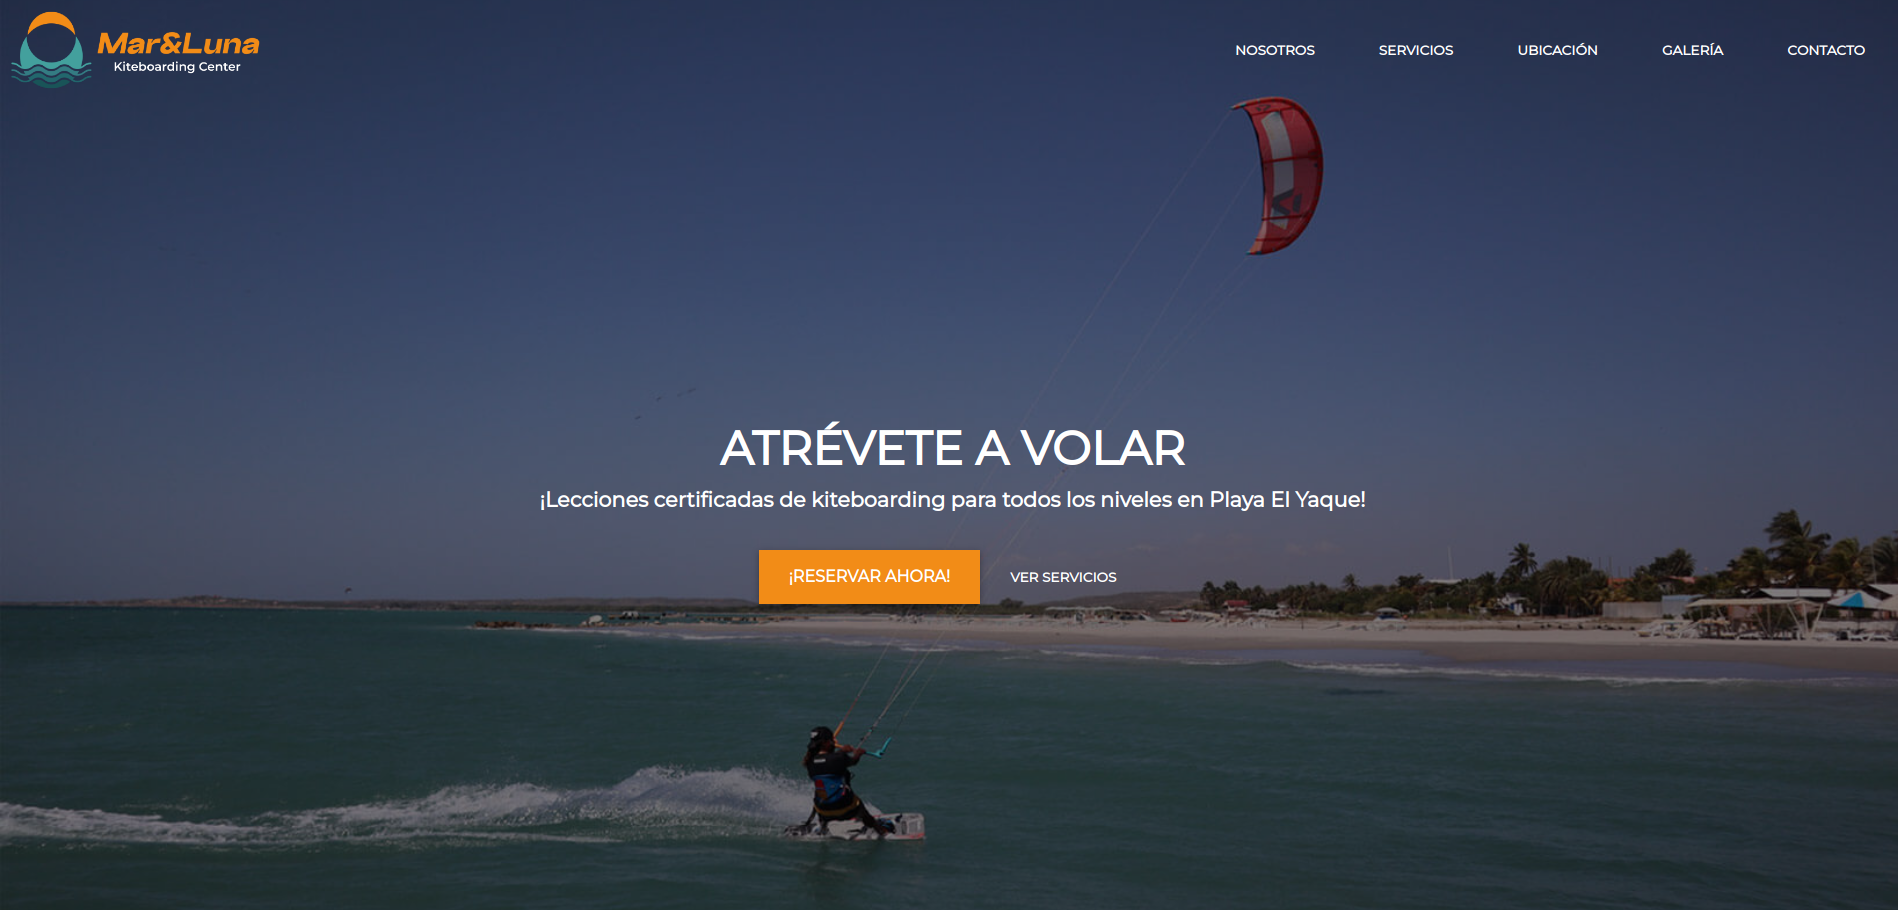 Mar&Luna
Kiteboarding Center
NOSOTROS SERVICIOS UBICACIÓN GALERÍA CONTACTO
ATRÉVETE A VOLAR
¡Lecciones certificadas de kiteboarding para todos los niveles en Playa El Yaque!
¡RESERVAR AHORA! VER SERVICIOS